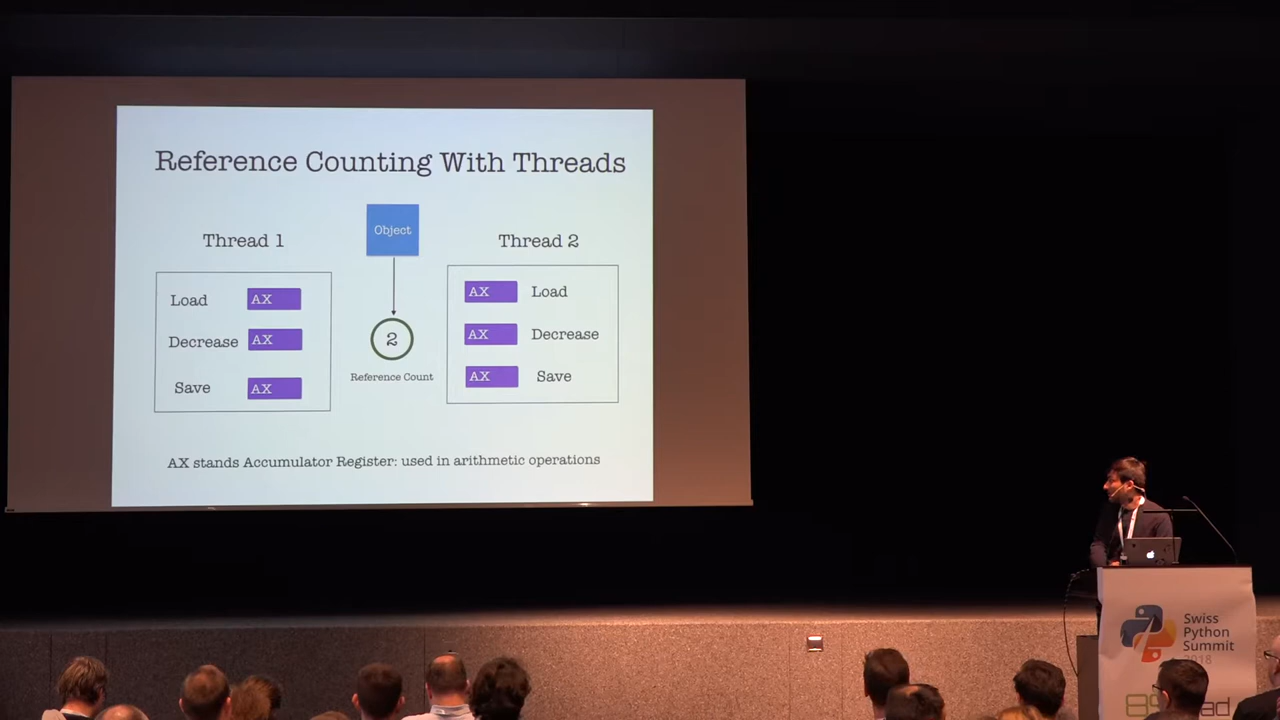 Reference Counting With Threads
Object
Thread 1
Load AX
Decrease AX
Save AX
2
Reference Count
Thread 2
AX Load
AX Decrease
AX Save
AX stands Accumulator Register: used in arithmetic operations
Swiss
Python
Summit
2018